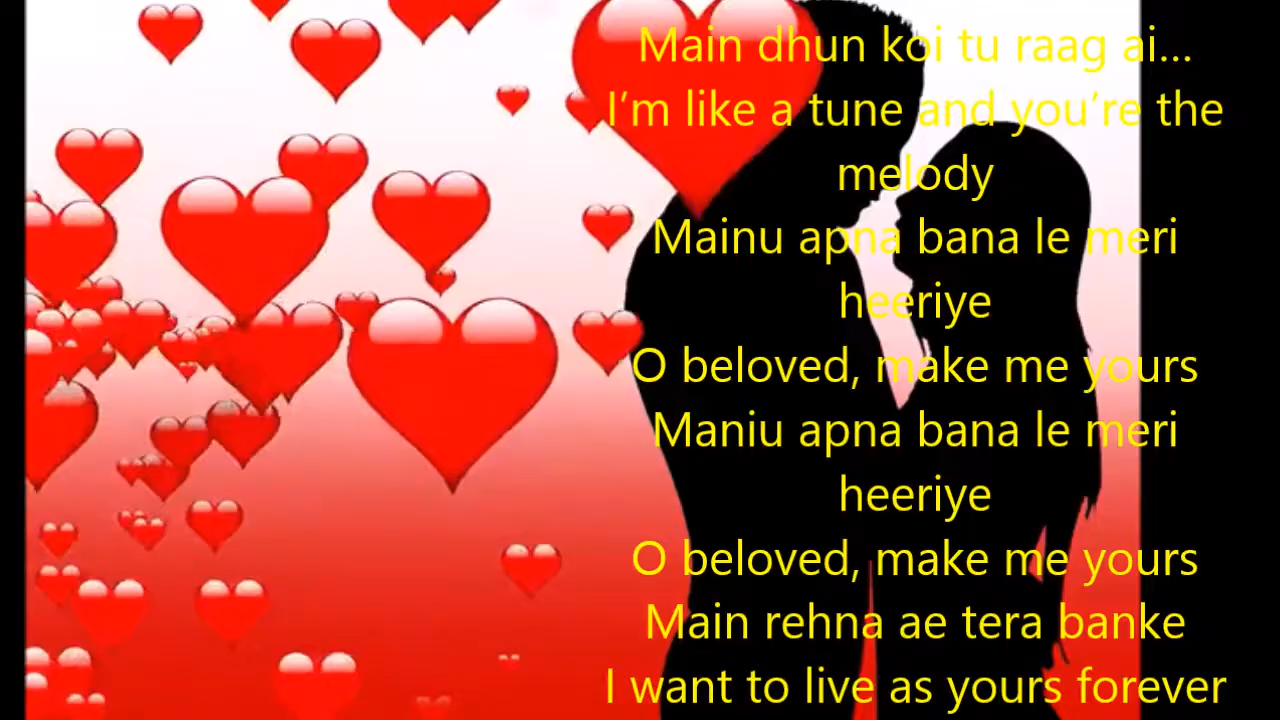 Main dhun koi tu raag ai...
I'm like a tune and you're the
melody
Mainu apna bana le meri
heeriye
O beloved, make me yours
Maniu apna bana le meri
heeriye
O beloved, make me yours
Main rehna ae tera banke
I want to live as yours forever